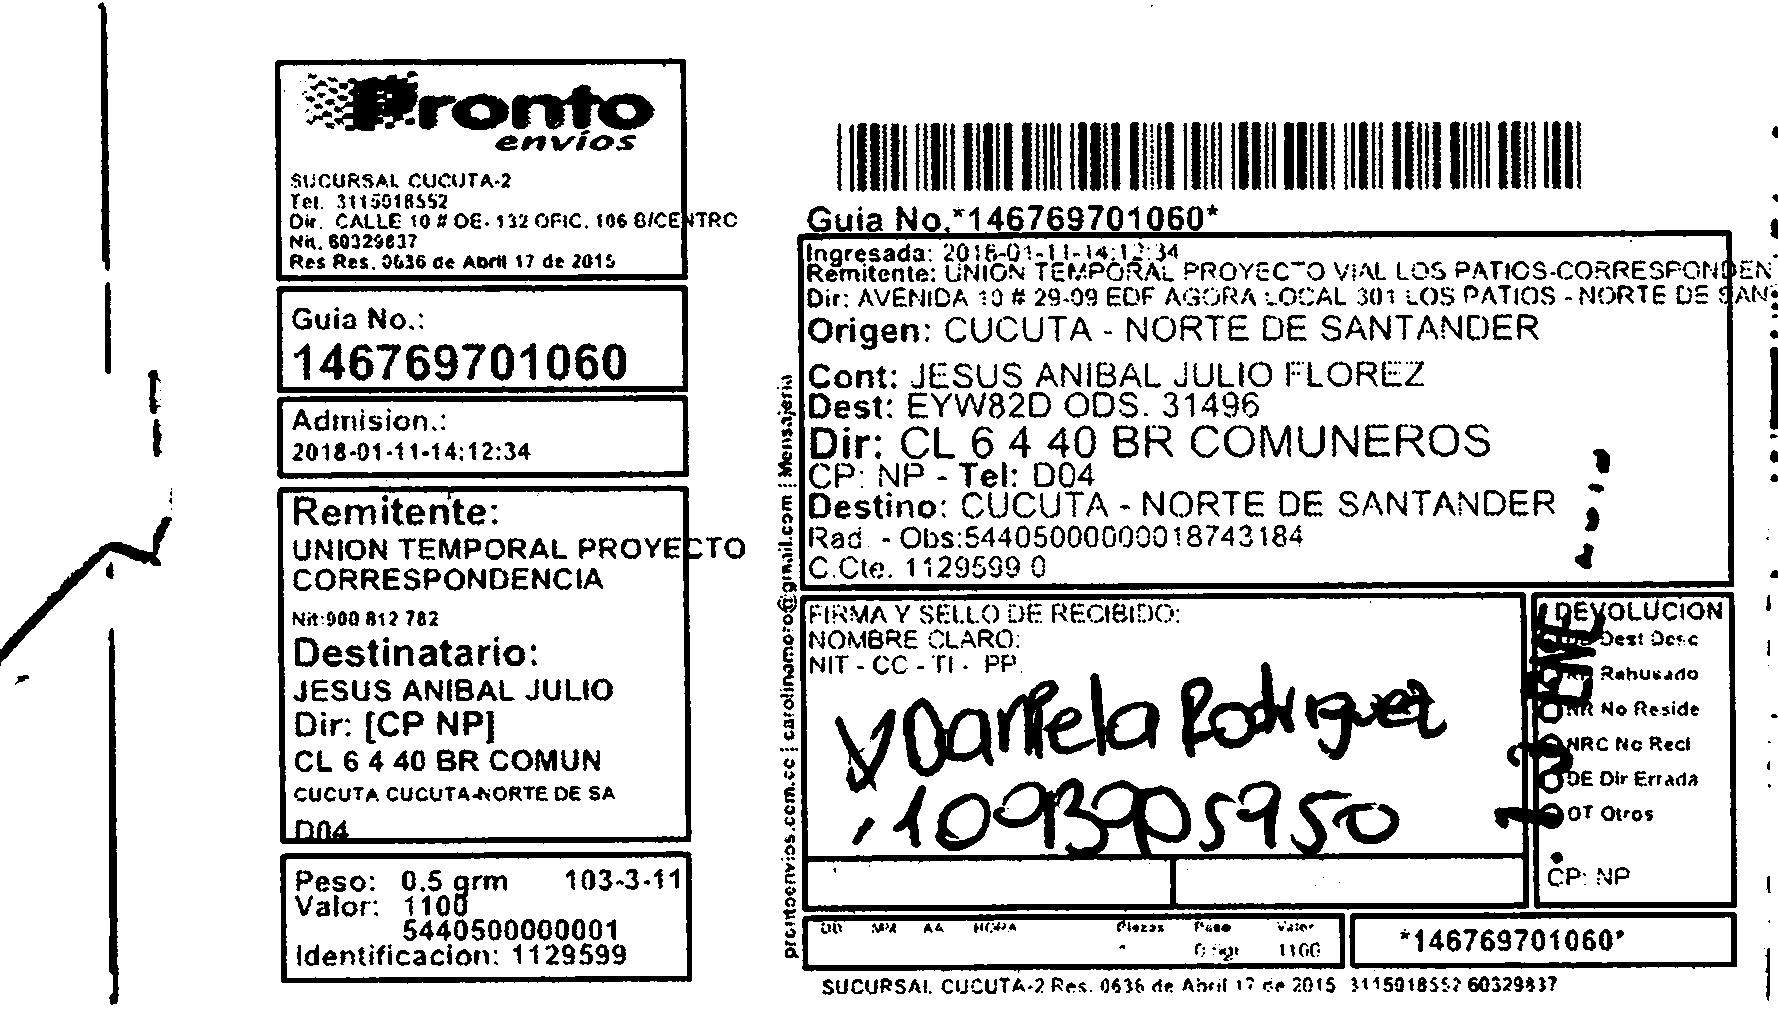 Pronto
envíos
SUCURSAL CUCUTA-2
Tel. 3115018552
Dir. CALLE 10 # OE- 132 OFIC. 106 B/CENTRO
Nit. 60329837
Res Res. 0636 de Abril 17 de 2015
Guia No.:
146769701060
Admision.:
2018-01-11-14:12:34
Remitente:
UNION TEMPORAL PROYECTO
CORRESPONDENCIA
Nit:900 812 782
Destinatario:
JESUS ANIBAL JULIO
Dir: [CP NP]
CL 6 4 40 BR COMUN
CUCUTA CUCUTA-NORTE DE SA
D04
Peso: 0.5 grm 103-3-11
Valor: 1100
5440500000001
Identificacion: 1129599
prontoenvios.com.co | carolinamoro@gmail.com | Mensajeria
Guia No.*146769701060*
Ingresada: 2018-01-11-14:12:34
Remitente: UNION TEMPORAL PROYECTO VIAL LOS PATIOS-CORRESPONDEN
Dir: AVENIDA 10 # 29-09 EDF AGORA LOCAL 301 LOS PATIOS - NORTE DE SAN
Origen: CUCUTA - NORTE DE SANTANDER
Cont: JESUS ANIBAL JULIO FLOREZ
Dest: EYW82D ODS. 31496
Dir: CL 6 4 40 BR COMUNEROS
CP: NP - Tel: D04
Destino: CUCUTA - NORTE DE SANTANDER
Rad. - Obs:54405000000018743184
C.Cte. 1129599 0
FIRMA Y SELLO DE RECIBIDO:
NOMBRE CLARO:
NIT - CC - TI - PP
Daniela Rodriguez
1093905950
DEVOLUCION
DE Dest Desc
RH Rehusado
NR No Reside
NRC No Recl
DE Dir Errada
OT Otros
CP: NP
DD MM AA HORA Piezas Peso Valor
1100
*146769701060*
SUCURSAL CUCUTA-2 Res. 0636 de Abril 17 de 2015 3115018552 60329837